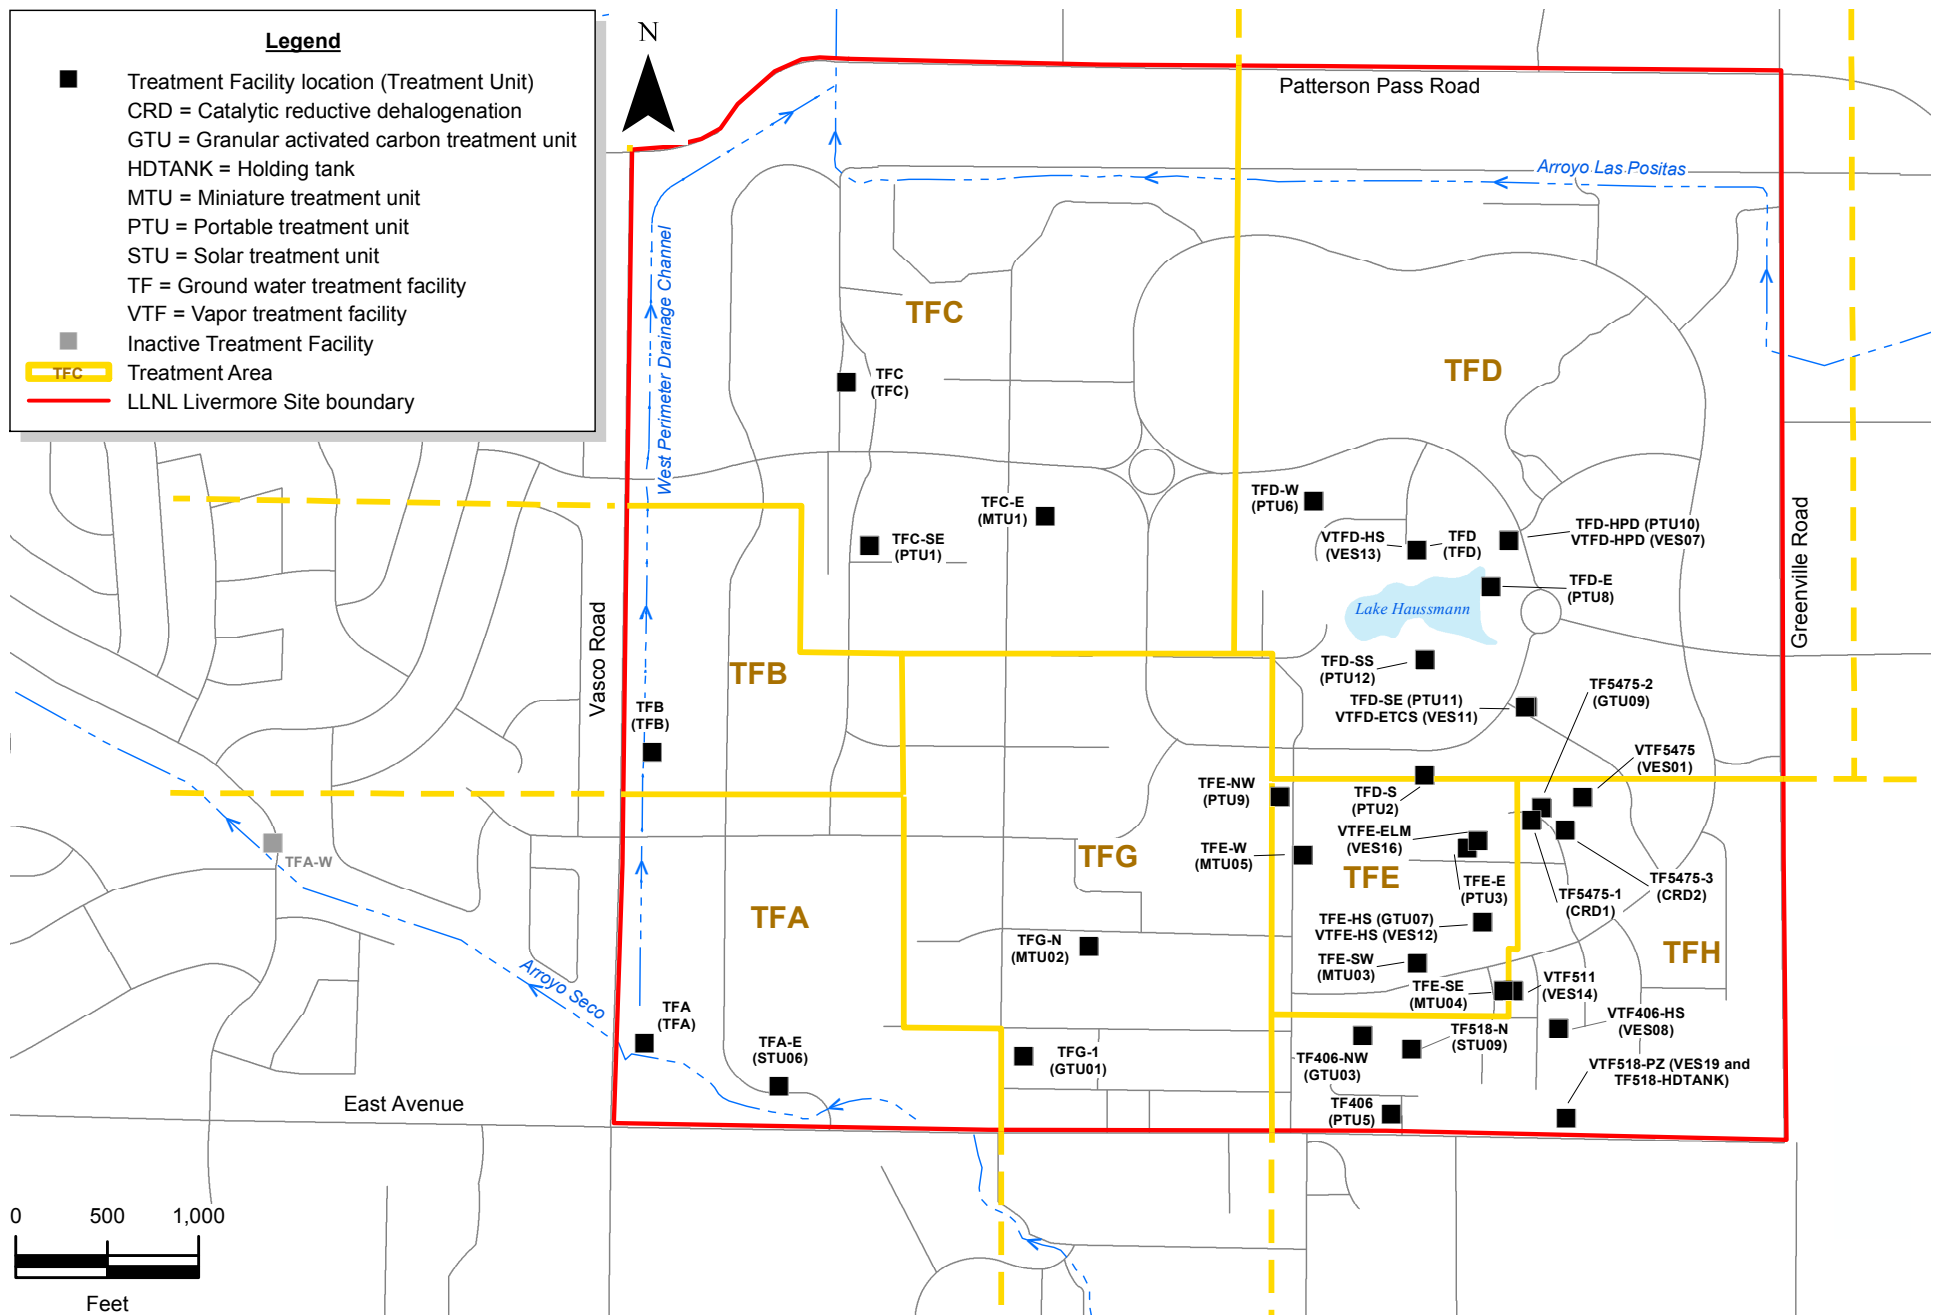 Legend
Treatment Facility location (Treatment Unit)
CRD = Catalytic reductive dehalogenation
GTU = Granular activated carbon treatment unit
HDTANK = Holding tank
MTU = Miniature treatment unit
PTU = Portable treatment unit
STU = Solar treatment unit
TF = Ground water treatment facility
VTF = Vapor treatment facility
Inactive Treatment Facility
TFC
Treatment Area
LLNL Livermore Site boundary
N
Patterson Pass Road
Arroyo Las Positas
West Perimeter Drainage Channel
TFC
TFD
TFC
(TFC)
TFC-E
(MTU1)
TFC-SE
(PTU1)
TFD-W
(PTU6)
VTFD-HS
(VES13)
TFD
(TFD)
TFD-HPD (PTU10)
VTFD-HPD (VES07)
TFD-E
(PTU8)
Lake Haussmann
Greenville Road
Vasco Road
TFB
TFB
(TFB)
TFD-SS
(PTU12)
TFD-SE (PTU11)
VTFD-ETCS (VES11)
TF5475-2
(GTU09)
VTF5475
(VES01)
TFE-NW
(PTU9)
TFD-S
(PTU2)
VTFE-ELM
(VES16)
TFE-W
(MTU05)
TFG
TFE
TFE-E
(PTU3)
TF5475-1
(CRD1)
TF5475-3
(CRD2)
TFA-W
TFA
TFE-HS (GTU07)
VTFE-HS (VES12)
TFG-N
(MTU02)
TFE-SW
(MTU03)
TFH
TFE-SE
(MTU04)
VTF511
(VES14)
Arroyo Seco
TFA
(TFA)
TFA-E
(STU06)
TFG-1
(GTU01)
TF406-NW
(GTU03)
TF518-N
(STU09)
VTF406-HS
(VES08)
VTF518-PZ (VES19 and
TF518-HDTANK)
TF406
(PTU5)
East Avenue
0 500 1,000
Feet